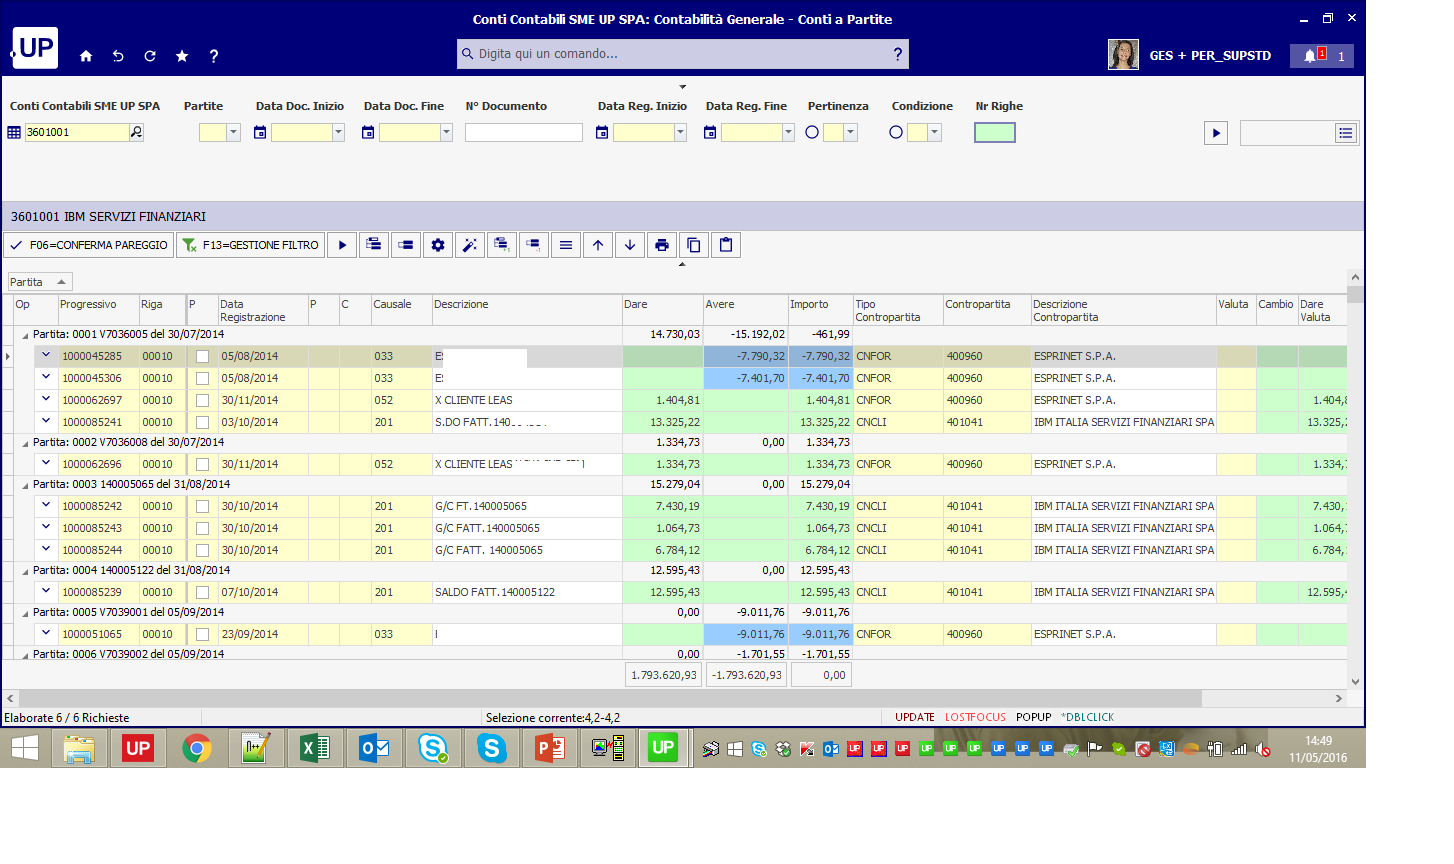 Conti Contabili SME UP SPA: Contabilità Generale - Conti a Partite
UP
?
Digita qui un comando...
?
GES + PER_SUPSTD
1
1
Conti Contabili SME UP SPA Partite Data Doc. Inizio Data Doc. Fine N° Documento Data Reg. Inizio Data Reg. Fine Pertinenza Condizione Nr Righe
3601001
3601001 IBM SERVIZI FINANZIARI
F06=CONFERMA PAREGGIO F13=GESTIONE FILTRO
Partita
Op Progressivo Riga P Data Registrazione P C Causale Descrizione Dare Avere Importo Tipo Contropartita Contropartita Descrizione Contropartita Valuta Cambio Dare Valuta
Partita: 0001 V7036005 del 30/07/2014 14.730,03 -15.192,02 -461,99
1000045285 00010 05/08/2014 033 -7.790,32 -7.790,32 CNFOR 400960 ESPRINET S.P.A.
1000045306 00010 05/08/2014 033 -7.401,70 -7.401,70 CNFOR 400960 ESPRINET S.P.A.
1000062697 00010 30/11/2014 052 X CLIENTE LEAS 1.404,81 1.404,81 CNFOR 400960 ESPRINET S.P.A. 1.404,8
1000085241 00010 03/10/2014 201 S.DO FATT.140 13.325,22 13.325,22 CNCLI 401041 IBM ITALIA SERVIZI FINANZIARI SPA 13.325,2
Partita: 0002 V7036008 del 30/07/2014 1.334,73 0,00 1.334,73
1000062696 00010 30/11/2014 052 X CLIENTE LEAS 1.334,73 1.334,73 CNFOR 400960 ESPRINET S.P.A. 1.334,7
Partita: 0003 140005065 del 31/08/2014 15.279,04 0,00 15.279,04
1000085242 00010 30/10/2014 201 G/C FT.140005065 7.430,19 7.430,19 CNCLI 401041 IBM ITALIA SERVIZI FINANZIARI SPA 7.430,
1000085243 00010 30/10/2014 201 G/C FATT.140005065 1.064,73 1.064,73 CNCLI 401041 IBM ITALIA SERVIZI FINANZIARI SPA 1.064,7
1000085244 00010 30/10/2014 201 G/C FATT. 140005065 6.784,12 6.784,12 CNCLI 401041 IBM ITALIA SERVIZI FINANZIARI SPA 6.784,
Partita: 0004 140005122 del 31/08/2014 12.595,43 0,00 12.595,43
1000085239 00010 07/10/2014 201 SALDO FATT.140005122 12.595,43 12.595,43 CNCLI 401041 IBM ITALIA SERVIZI FINANZIARI SPA 12.595,
Partita: 0005 V7039001 del 05/09/2014 0,00 -9.011,76 -9.011,76
1000051065 00010 23/09/2014 033 -9.011,76 -9.011,76 CNFOR 400960 ESPRINET S.P.A.
Partita: 0006 V7039002 del 05/09/2014 0,00 -1.701,55 -1.701,55
1.793.620,93 -1.793.620,93 0,00
Elaborate 6 / 6 Richieste Selezione corrente:4,2-4,2 UPDATE LOSTFOCUS POPUP *DBLCLICK
UP UP
14:49
11/05/2016